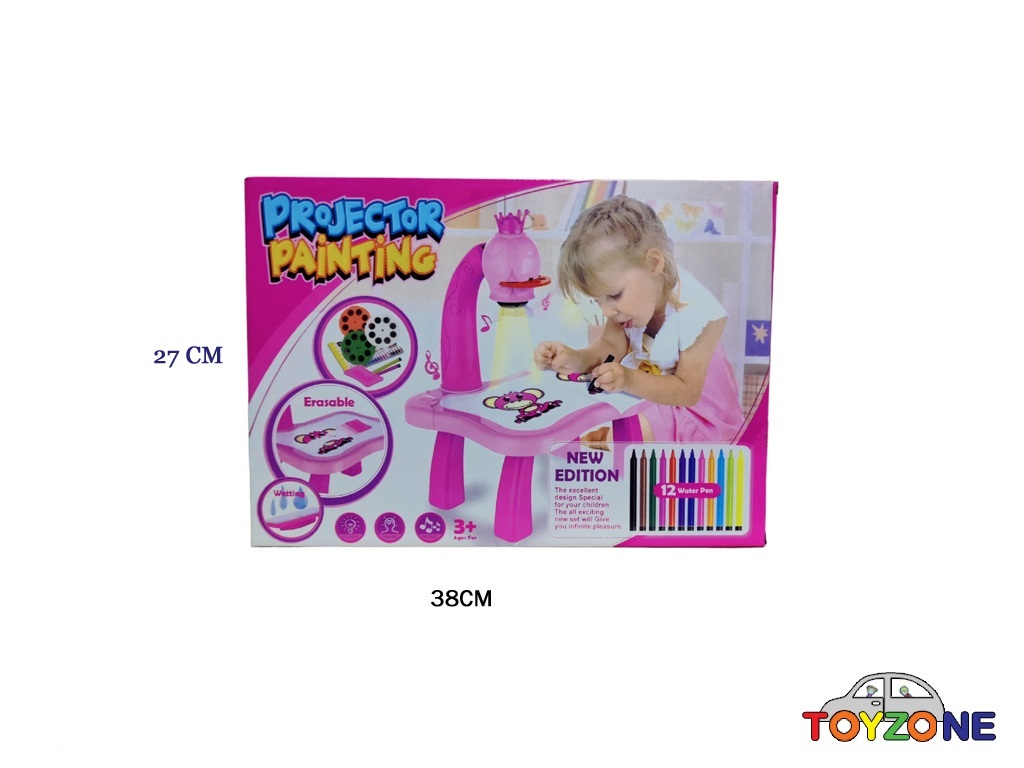 PROJECTOR
PAINTING
27 CM
Erasable
Wetting
3+
Ages For
NEW
EDITION
The excellent
design Special
for your children
The all exciting
new set will Give
you infinite pleasure
12 Water Pen
38CM
TOYZONE